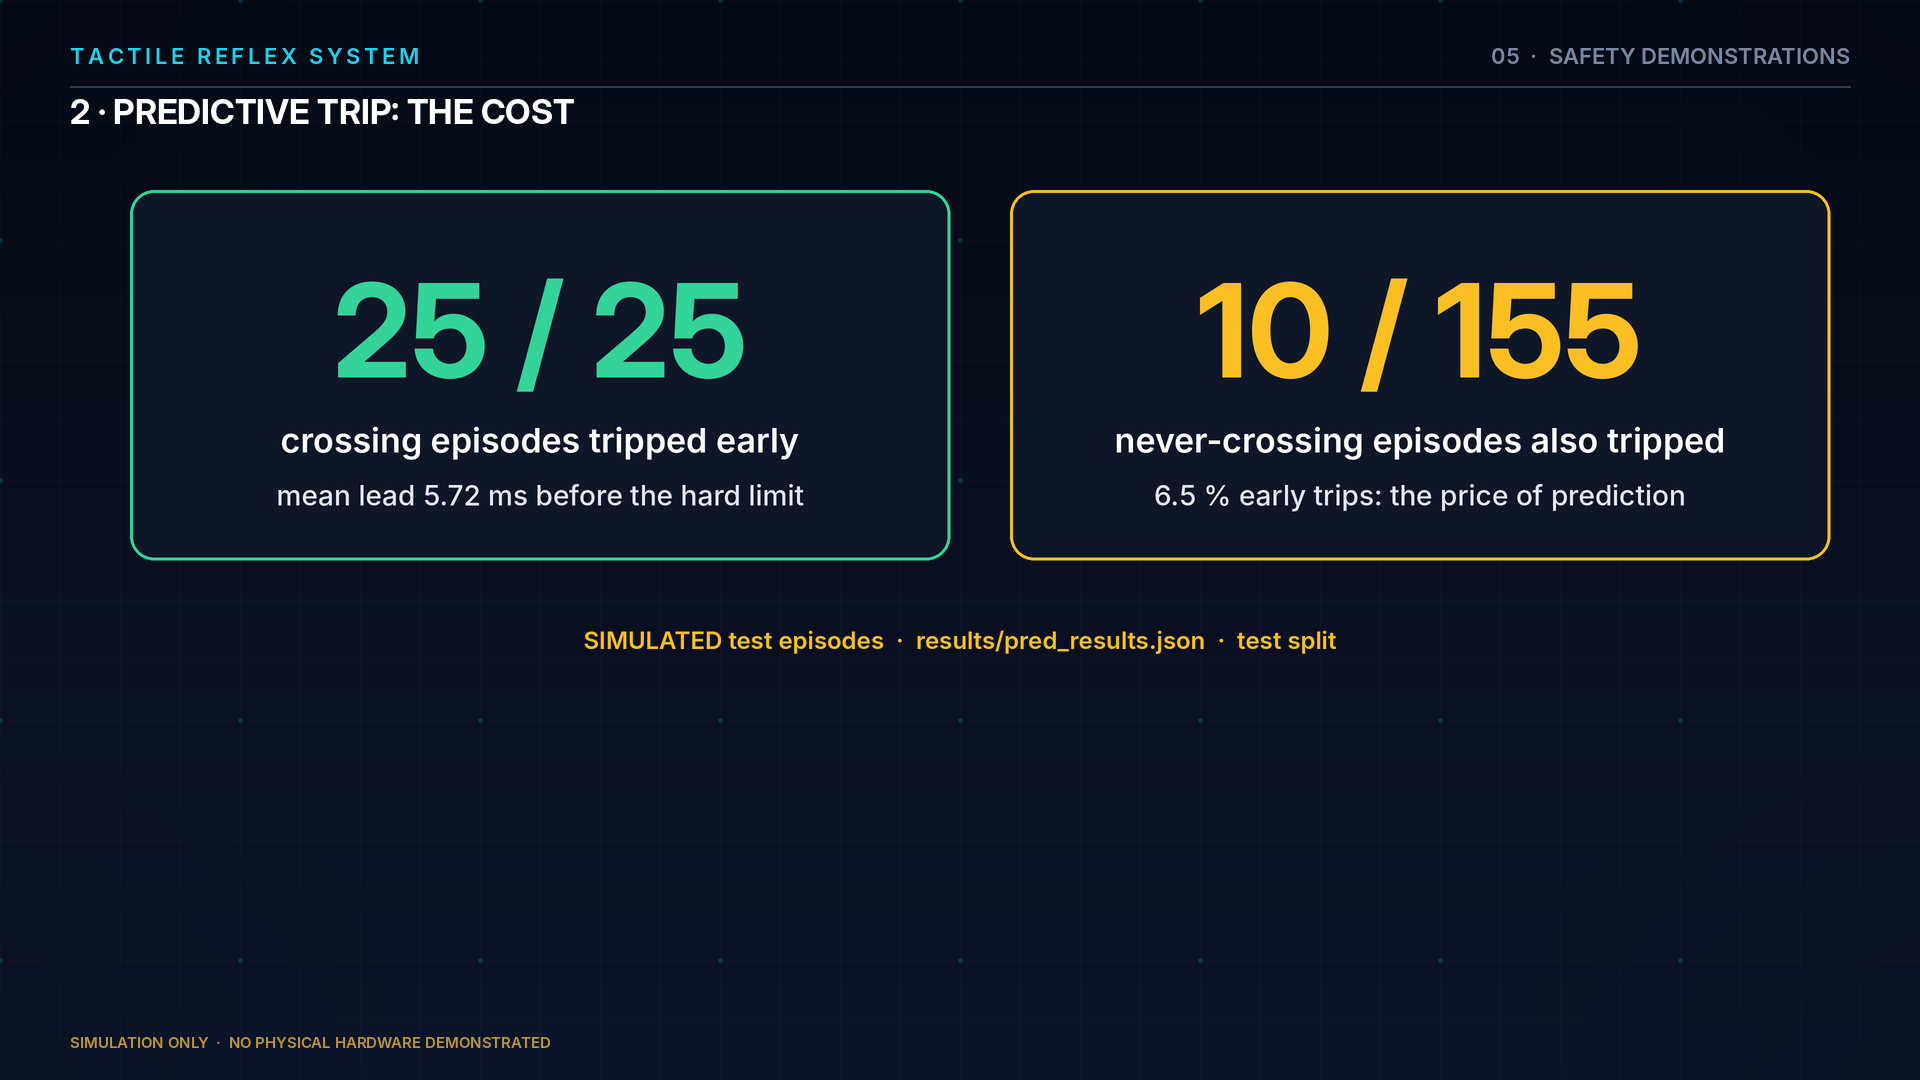 TACTILE REFLEX SYSTEM
05 · SAFETY DEMONSTRATIONS
2 · PREDICTIVE TRIP: THE COST
25 / 25
crossing episodes tripped early
mean lead 5.72 ms before the hard limit
10 / 155
never-crossing episodes also tripped
6.5 % early trips: the price of prediction
SIMULATED test episodes · results/pred_results.json · test split
SIMULATION ONLY · NO PHYSICAL HARDWARE DEMONSTRATED